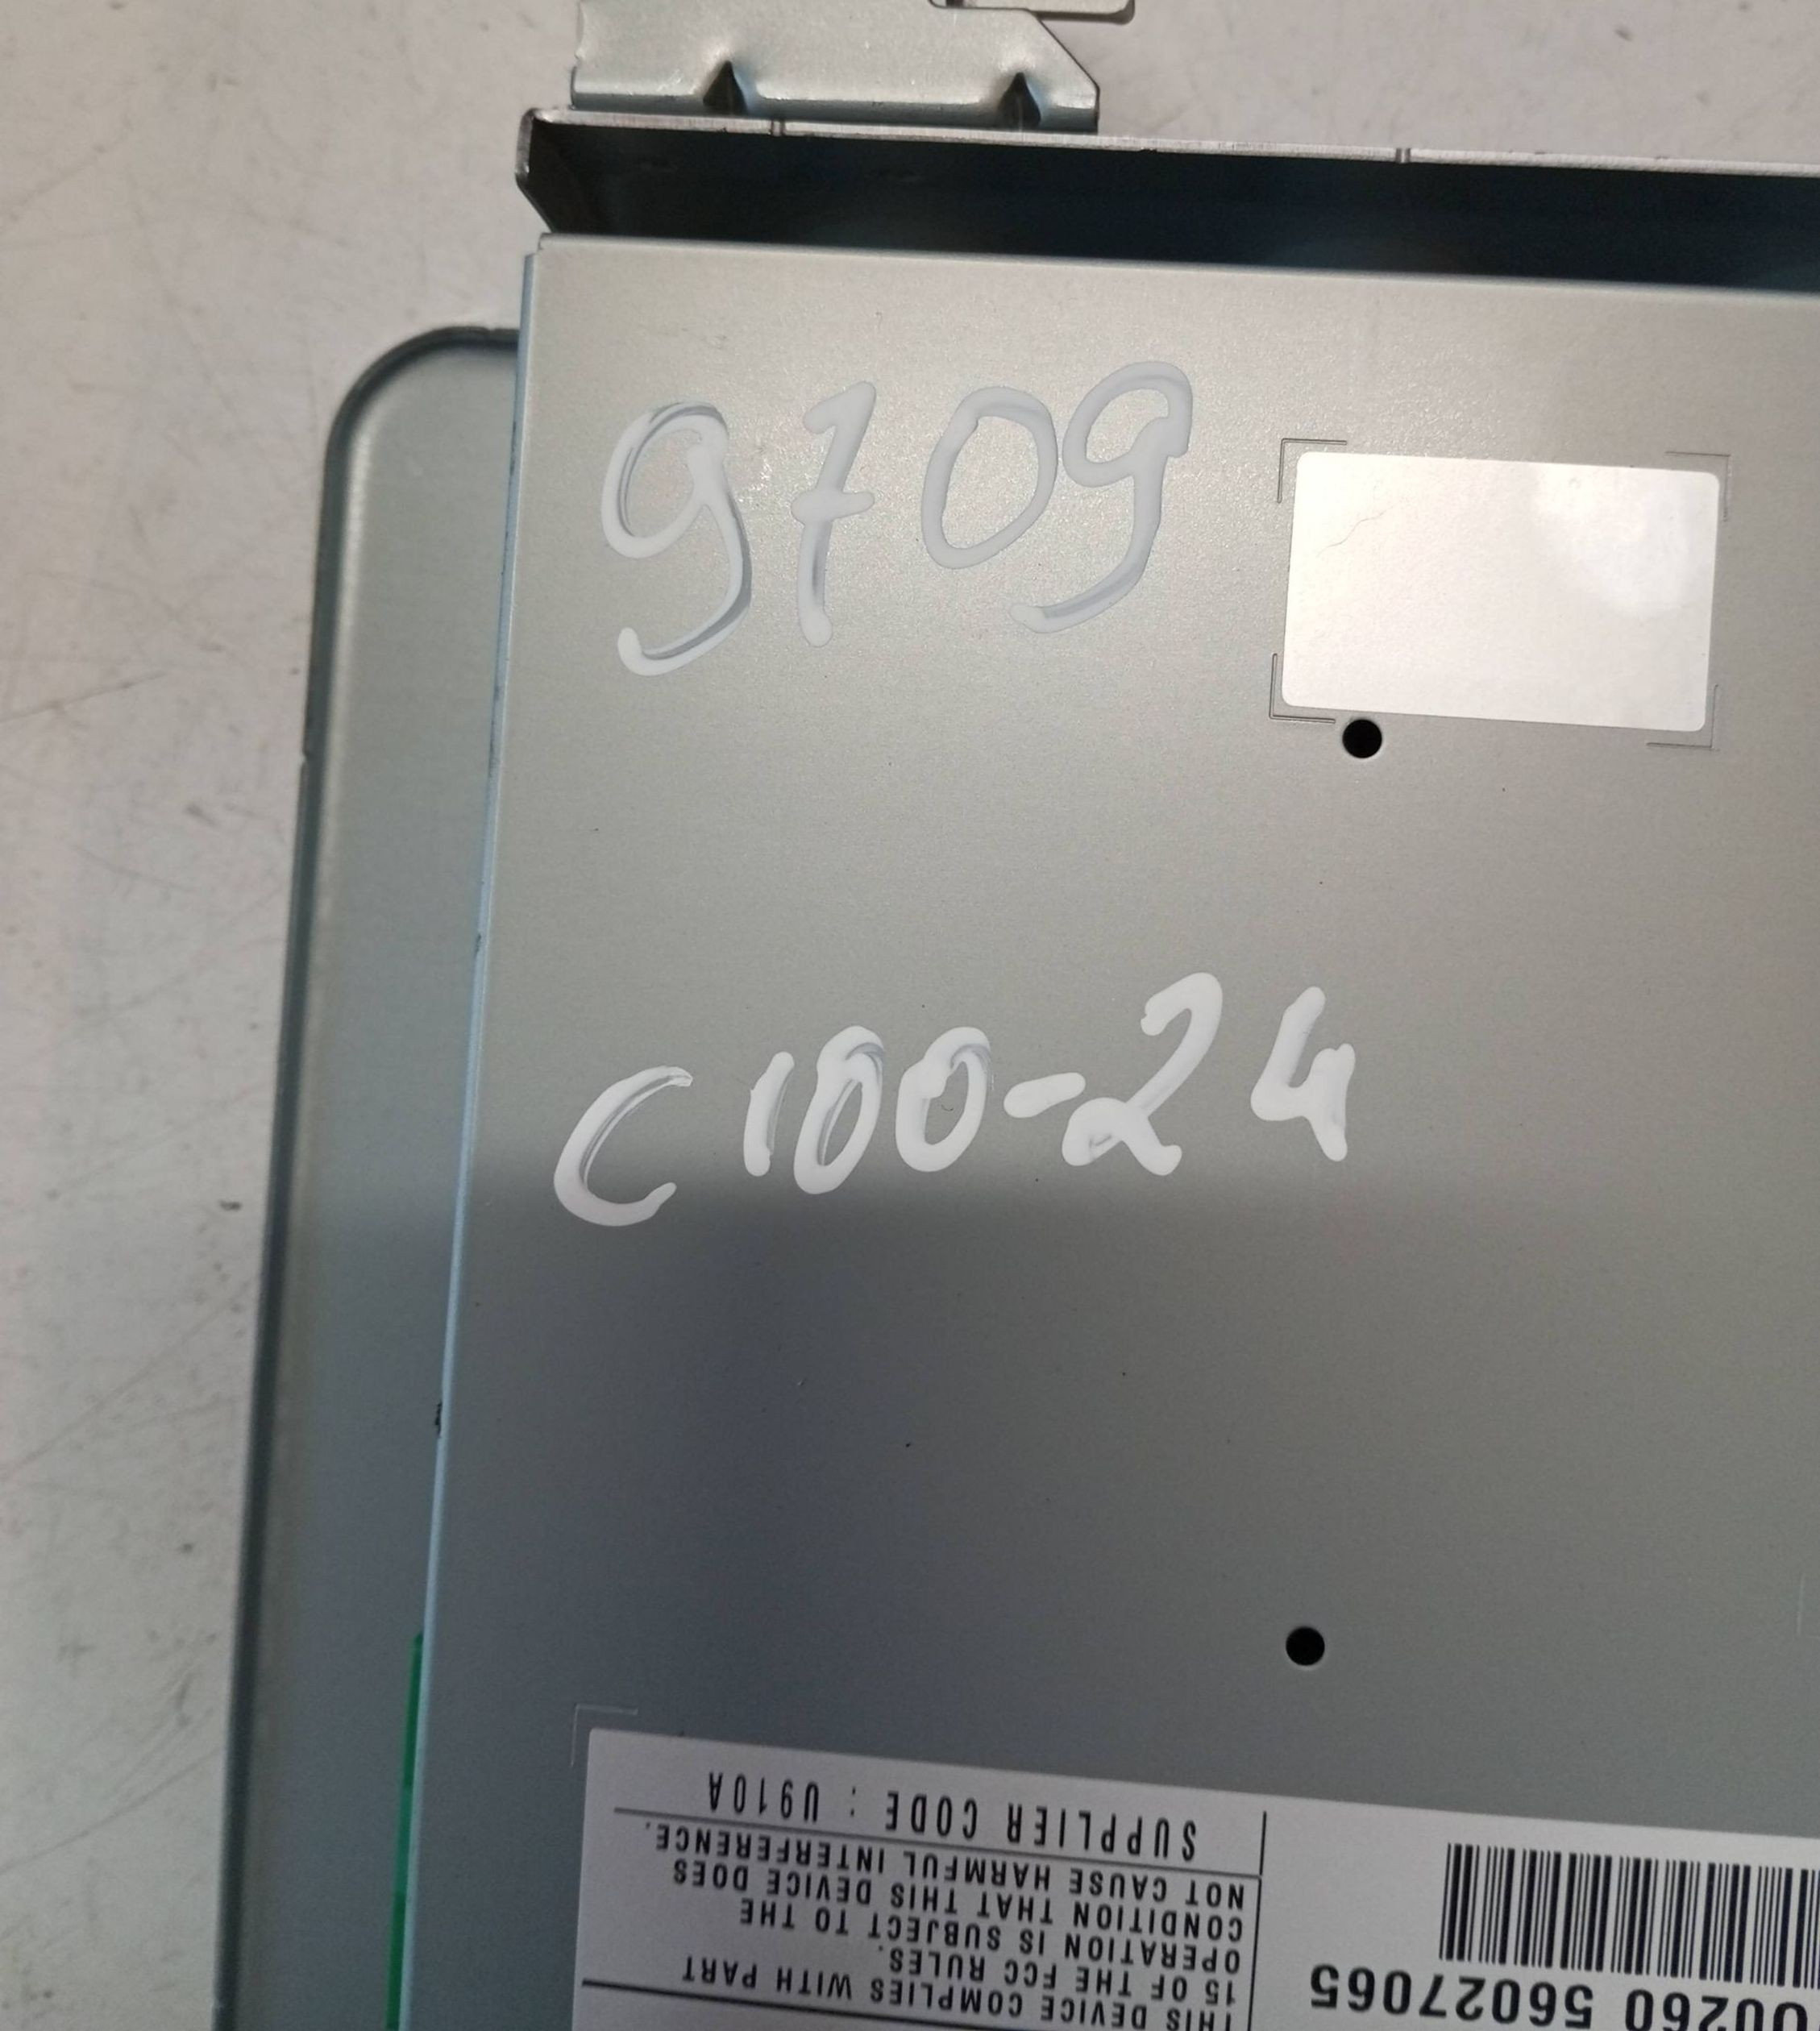 9709
C100-24
THIS DEVICE COMPLIES WITH PART
15 OF THE FCC RULES.
OPERATION IS SUBJECT TO THE
CONDITION THAT THIS DEVICE DOES
NOT CAUSE HARMFUL INTERFERENCE.
SUPPLIER CODE : U910A
00260 56027065